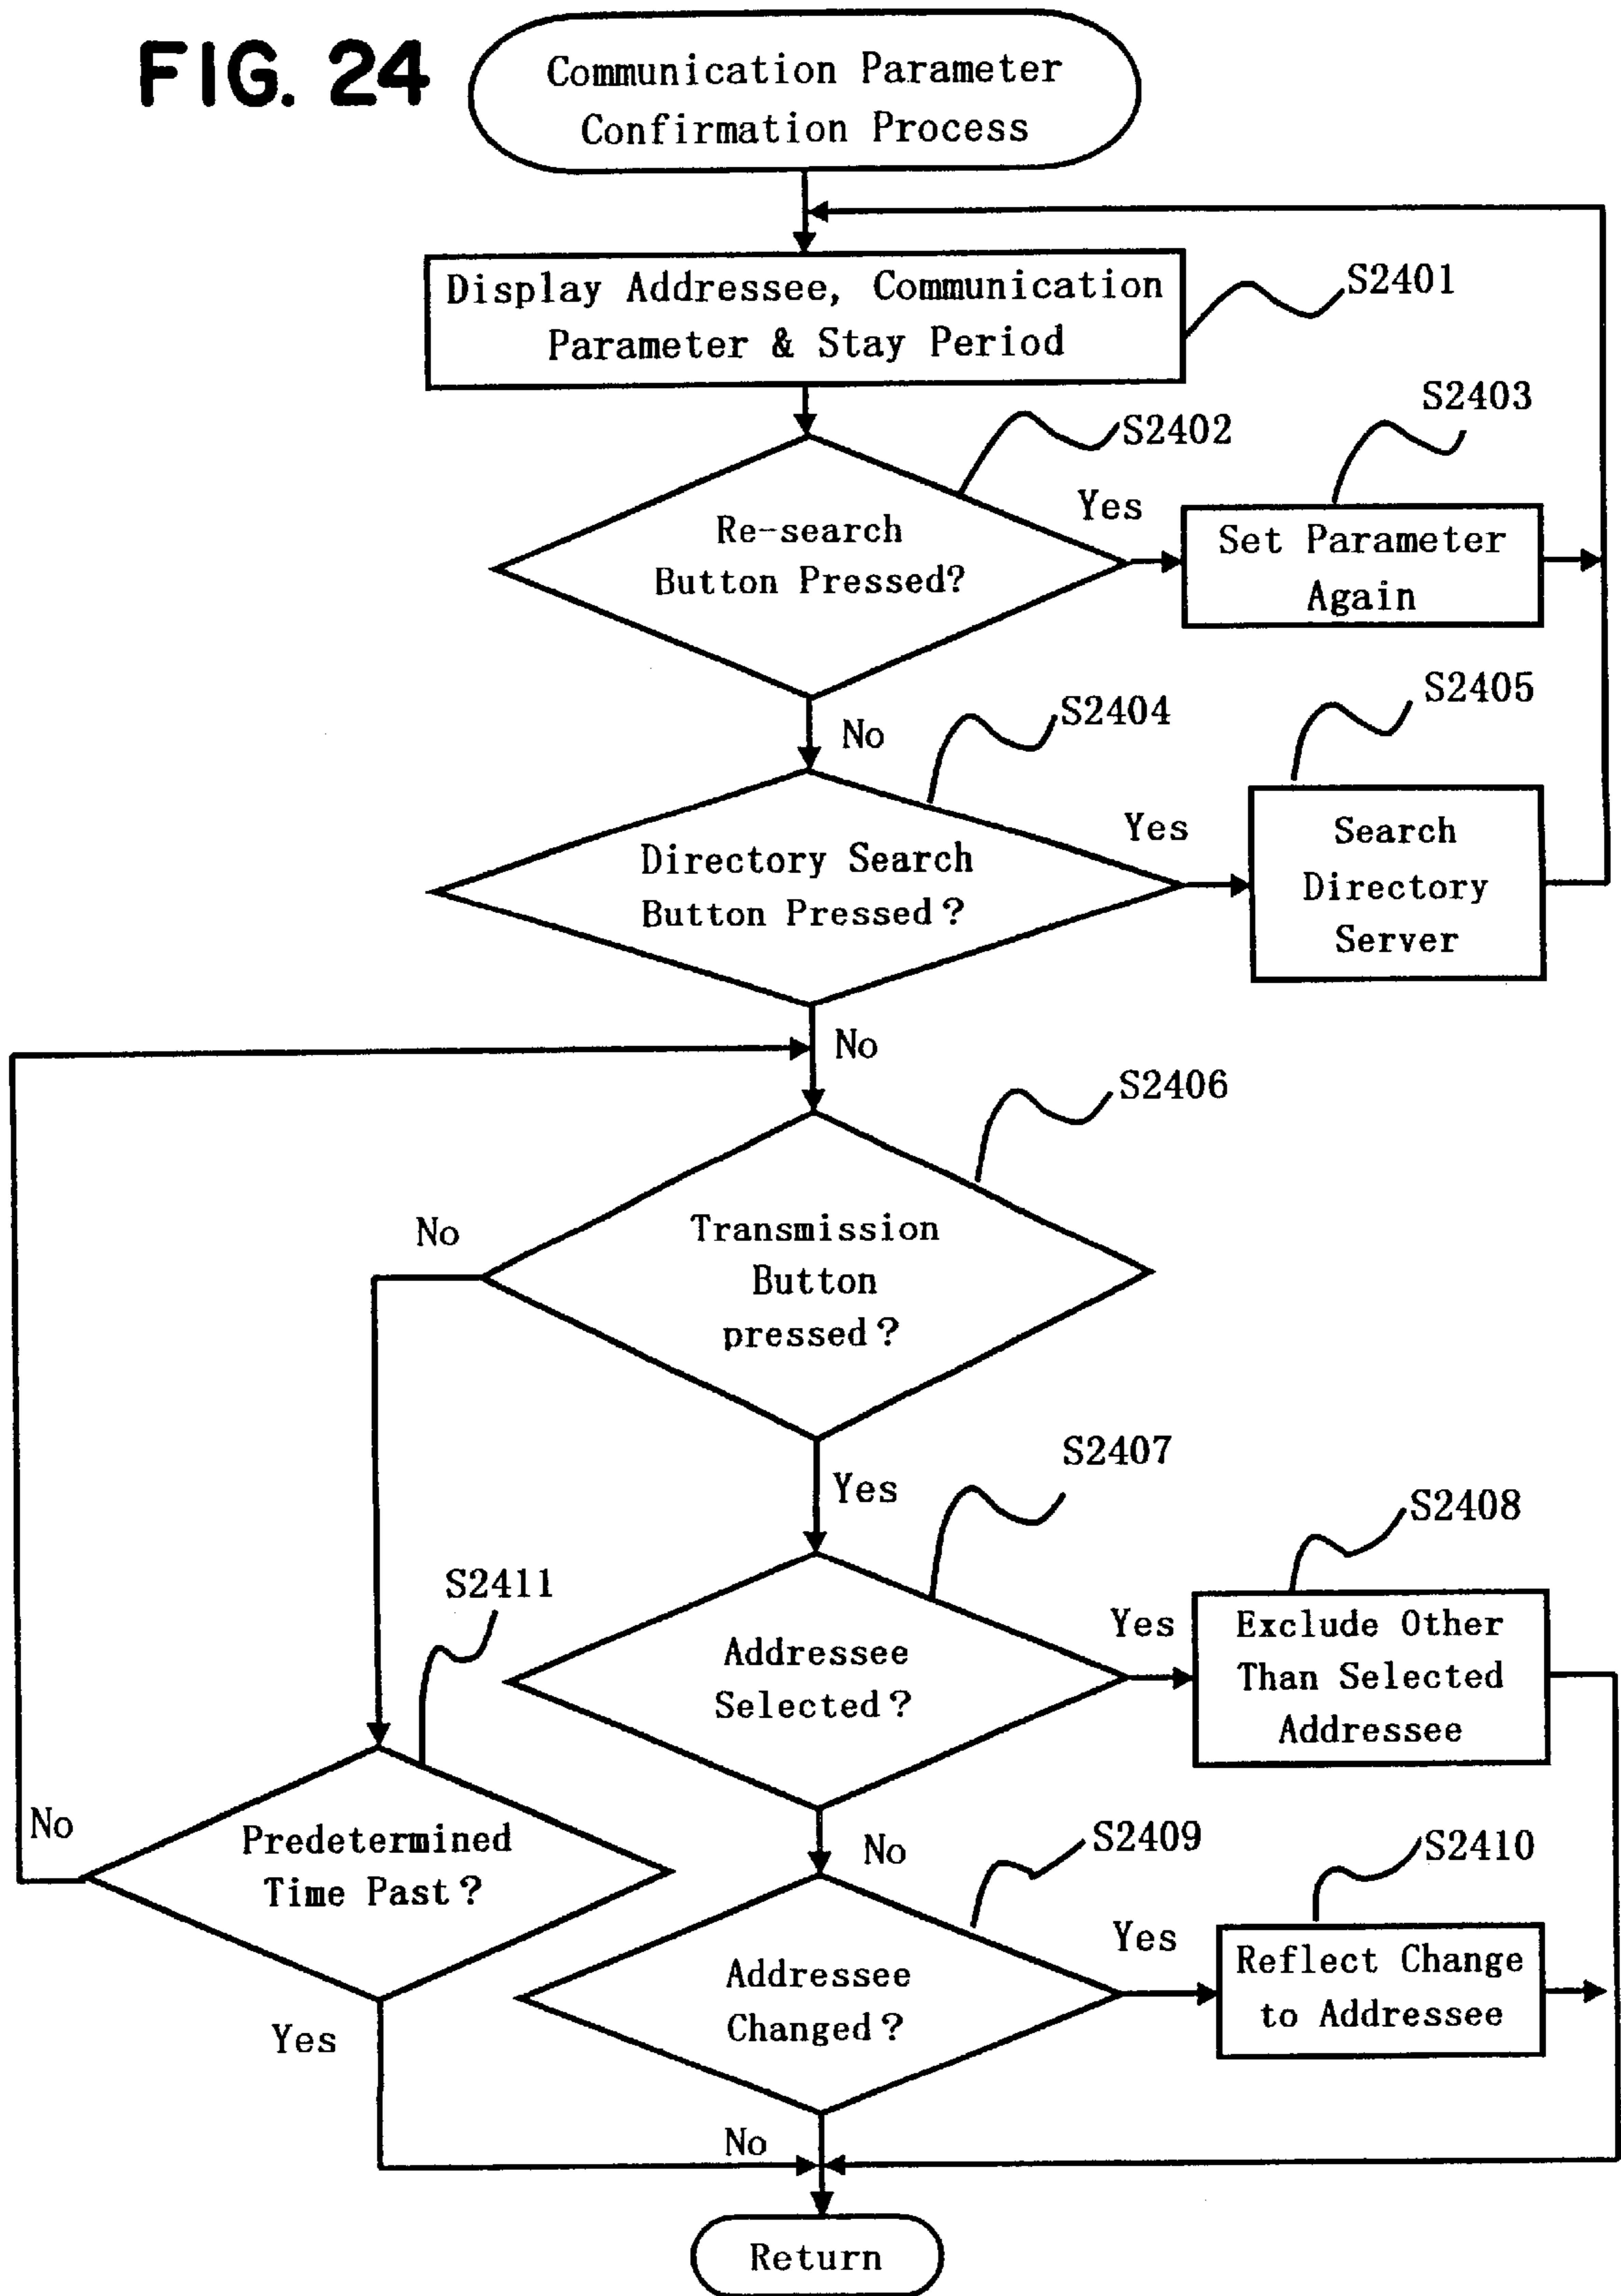 FIG. 24
Communication Parameter
Confirmation Process
Display Addressee, Communication
Parameter & Stay Period
S2401
S2402
S2403
Re-search
Button Pressed?
Yes
Set Parameter
Again
No
S2404
S2405
Directory Search
Button Pressed?
Yes
Search
Directory
Server
No
S2406
No
Transmission
Button
pressed?
Yes
S2407
S2408
S2411
Addressee
Selected?
Yes
Exclude Other
Than Selected
Addressee
No
Predetermined
Time Past?
No
S2409
S2410
Yes
Addressee
Changed?
Yes
Reflect Change
to Addressee
No
Return